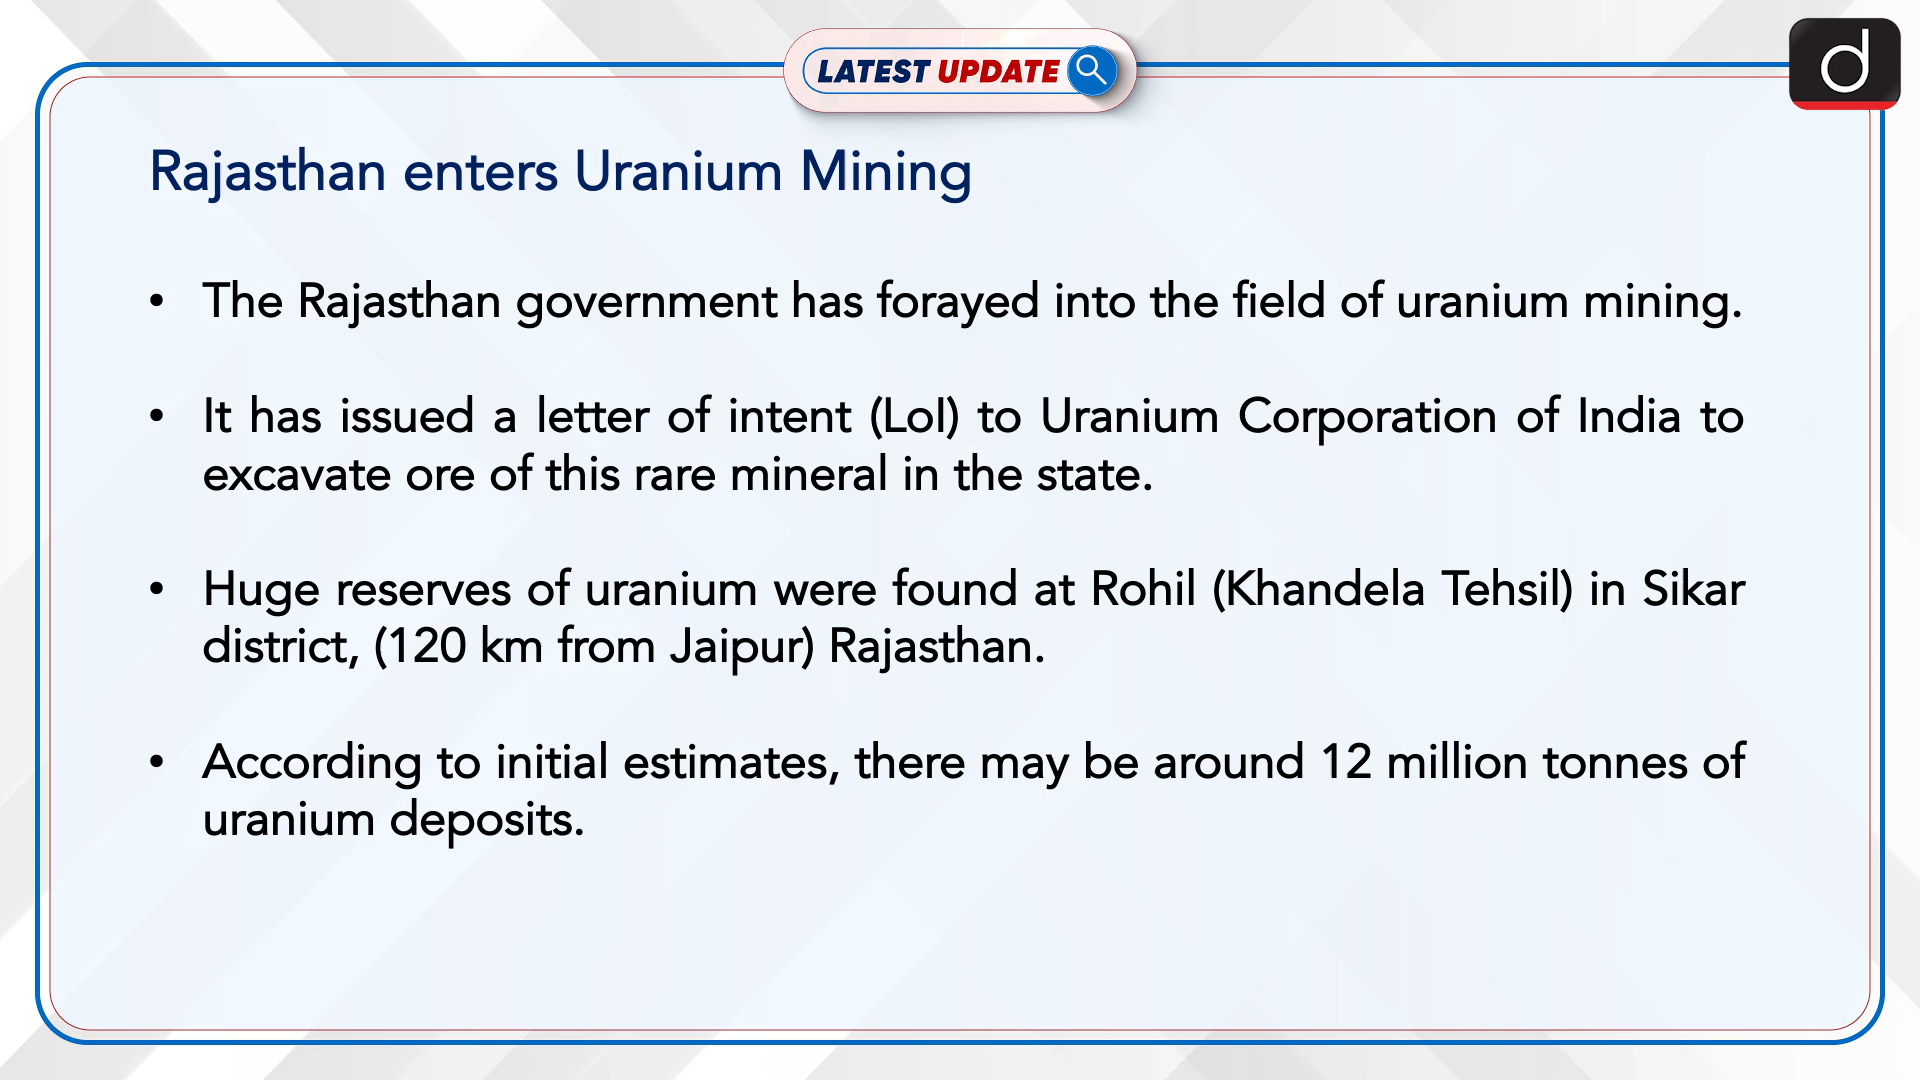 LATEST UPDATE
d
Rajasthan enters Uranium Mining
• The Rajasthan government has forayed into the field of uranium mining.
• It has issued a letter of intent (LoI) to Uranium Corporation of India to
excavate ore of this rare mineral in the state.
• Huge reserves of uranium were found at Rohil (Khandela Tehsil) in Sikar
district, (120 km from Jaipur) Rajasthan.
• According to initial estimates, there may be around 12 million tonnes of
uranium deposits.